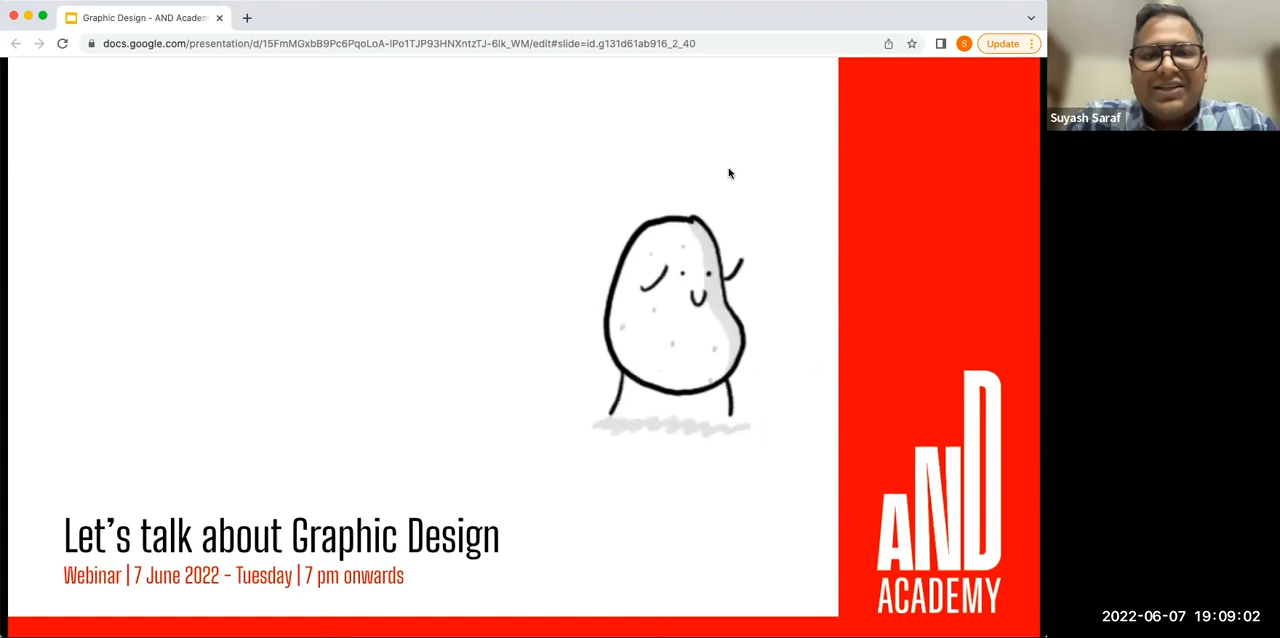 Graphic Design - AND Academ
docs.google.com/presentation/d/15FmMGxbB9Pc6PqoLoA-IPo1TJP93HNXntzTJ-6lk_WM/edit#slide=id.g131d61ab916_2_40
S
Update
Suyash Saraf
Let's talk about Graphic Design
Webinar | 7 June 2022 - Tuesday | 7 pm onwards
AND
ACADEMY
2022-06-07 19:09:02